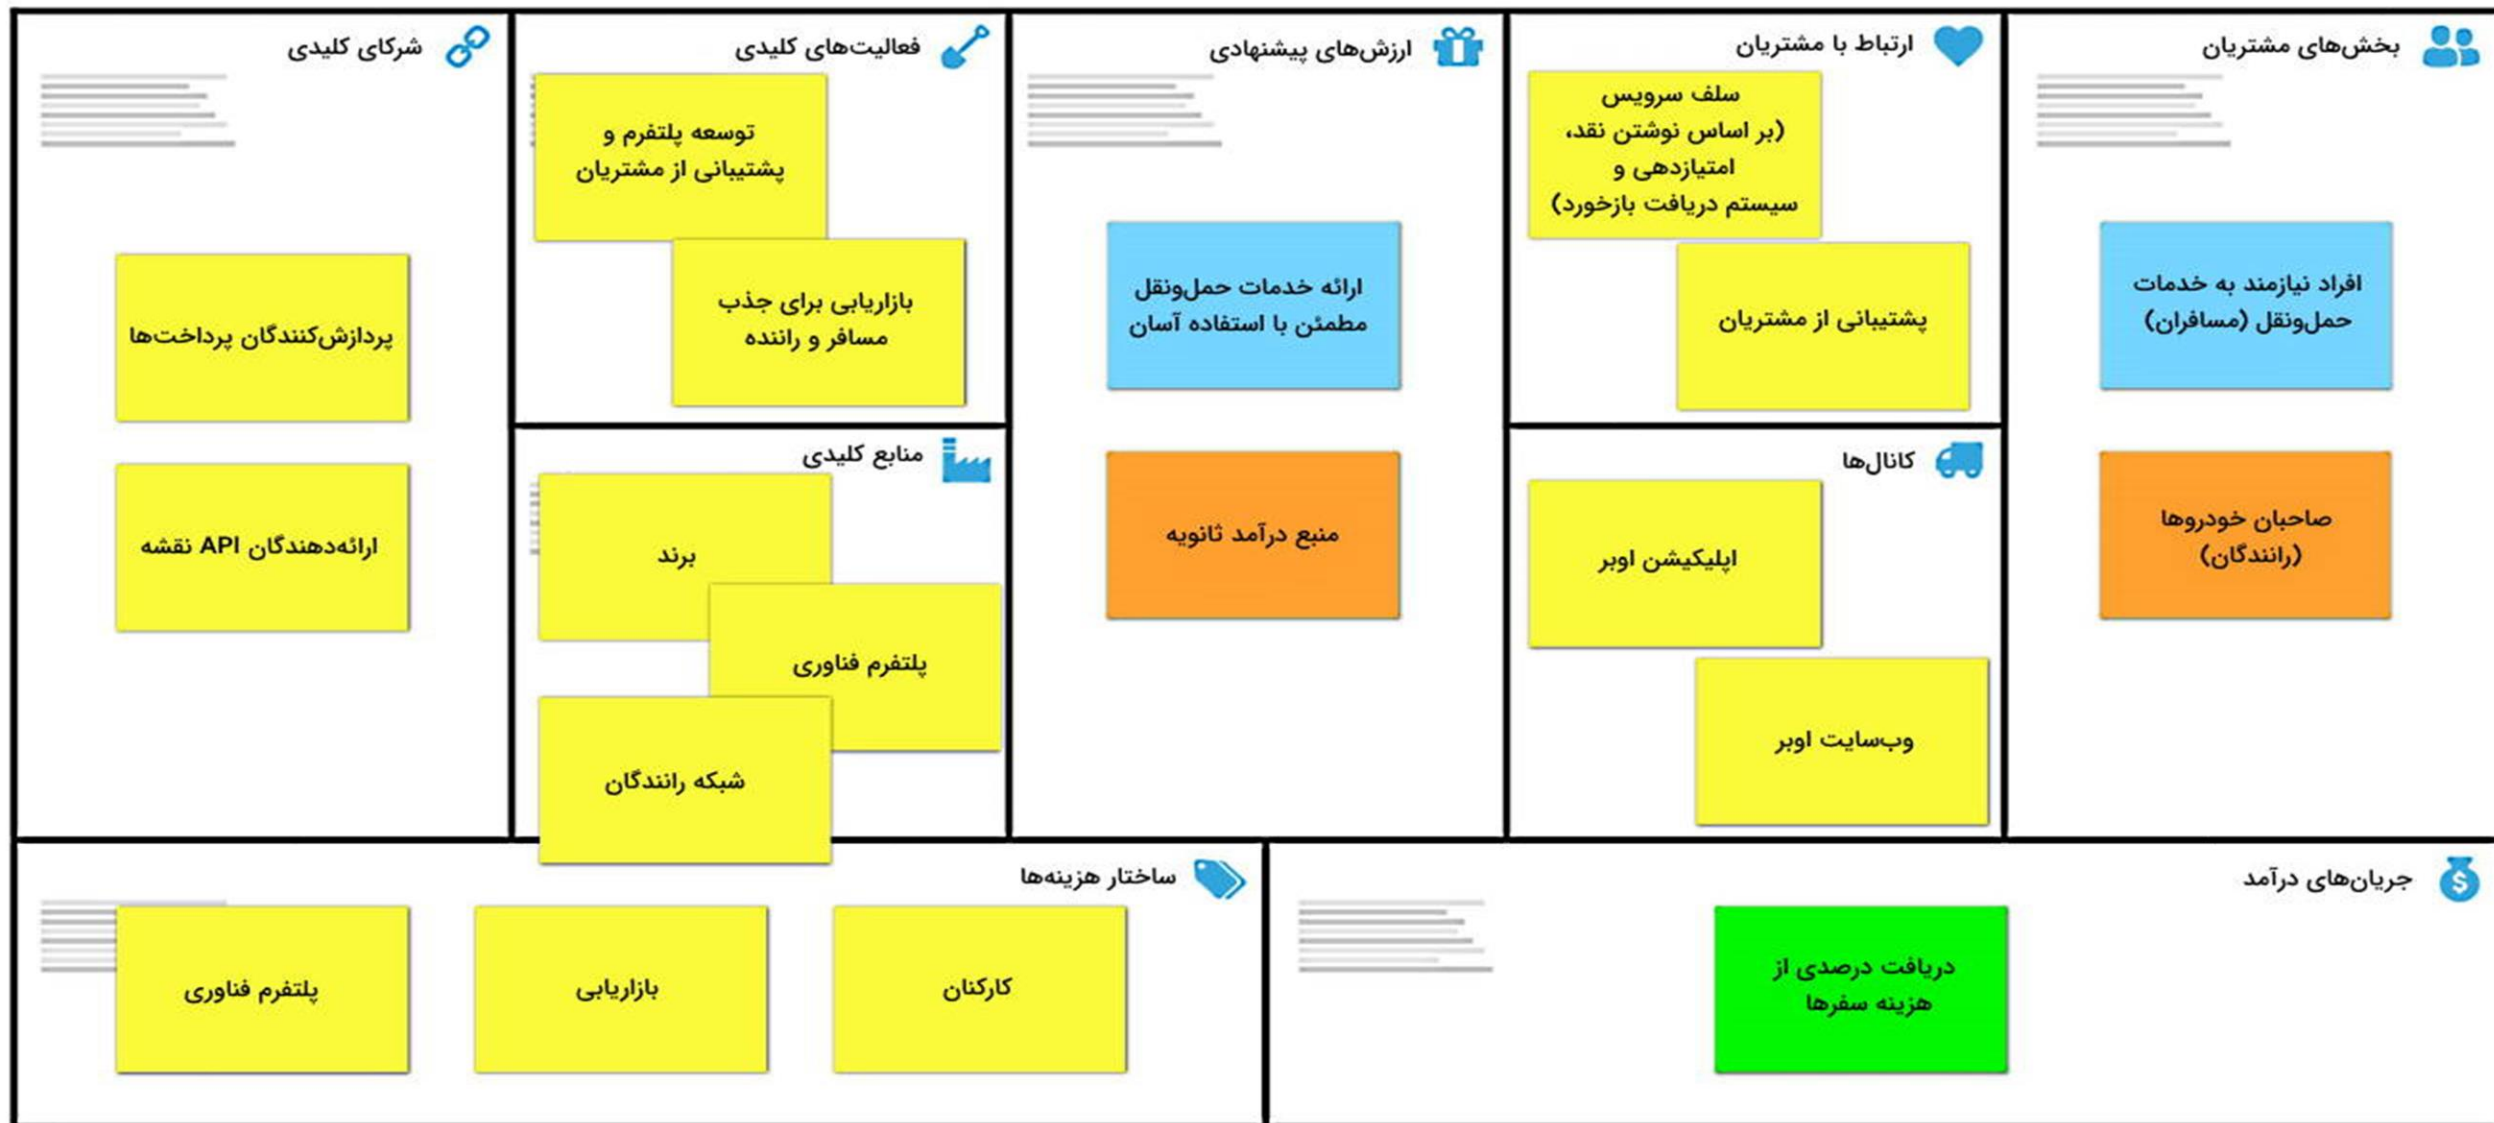 بخش‌های مشتریان
افراد نیازمند به خدمات
حمل‌ونقل (مسافران)
صاحبان خودروها
(رانندگان)
ارتباط با مشتریان
سلف سرویس
(بر اساس نوشتن نقد،
امتیازدهی و
سیستم دریافت بازخورد)
پشتیبانی از مشتریان
کانال‌ها
اپلیکیشن اوبر
وب‌سایت اوبر
ارزش‌های پیشنهادی
ارائه خدمات حمل‌ونقل
مطمئن با استفاده آسان
منبع درآمد ثانویه
فعالیت‌های کلیدی
توسعه پلتفرم و
پشتیبانی از مشتریان
بازاریابی برای جذب
مسافر و راننده
منابع کلیدی
برند
پلتفرم فناوری
شبکه رانندگان
شرکای کلیدی
پردازش‌کنندگان پرداخت‌ها
ارائه‌دهندگان API نقشه
جریان‌های درآمد
دریافت درصدی از
هزینه سفرها
ساختار هزینه‌ها
کارکنان
بازاریابی
پلتفرم فناوری